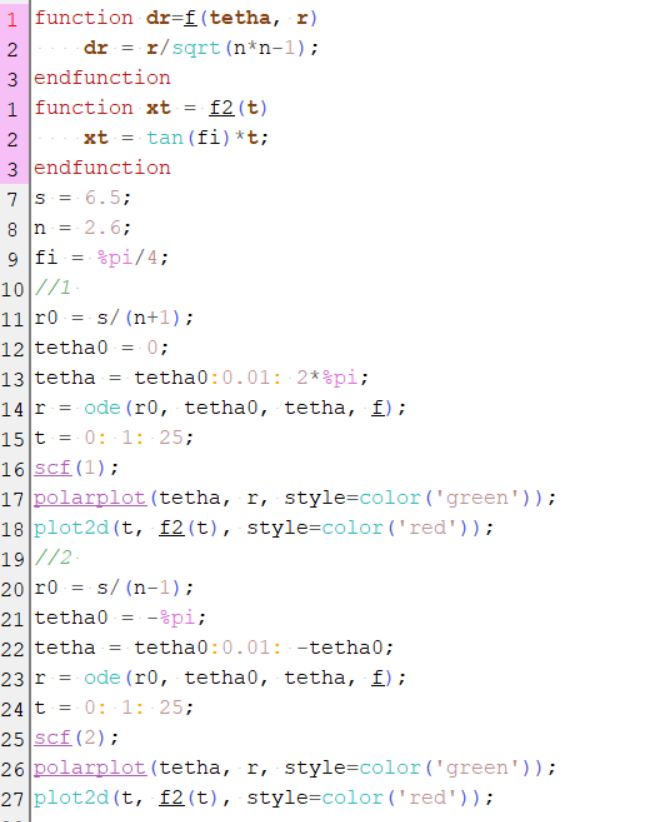 1 function dr=f(tetha, r)
2     dr = r/sqrt(n*n-1);
3 endfunction
1 function xt = f2(t)
2     xt = tan(fi)*t;
3 endfunction
7 s = 6.5;
8 n = 2.6;
9 fi = %pi/4;
10 //1
11 r0 = s/(n+1);
12 tetha0 = 0;
13 tetha = tetha0:0.01: 2*%pi;
14 r = ode(r0, tetha0, tetha, f);
15 t = 0: 1: 25;
16 scf(1);
17 polarplot(tetha, r, style=color('green'));
18 plot2d(t, f2(t), style=color('red'));
19 //2
20 r0 = s/(n-1);
21 tetha0 = -%pi;
22 tetha = tetha0:0.01: -tetha0;
23 r = ode(r0, tetha0, tetha, f);
24 t = 0: 1: 25;
25 scf(2);
26 polarplot(tetha, r, style=color('green'));
27 plot2d(t, f2(t), style=color('red'));